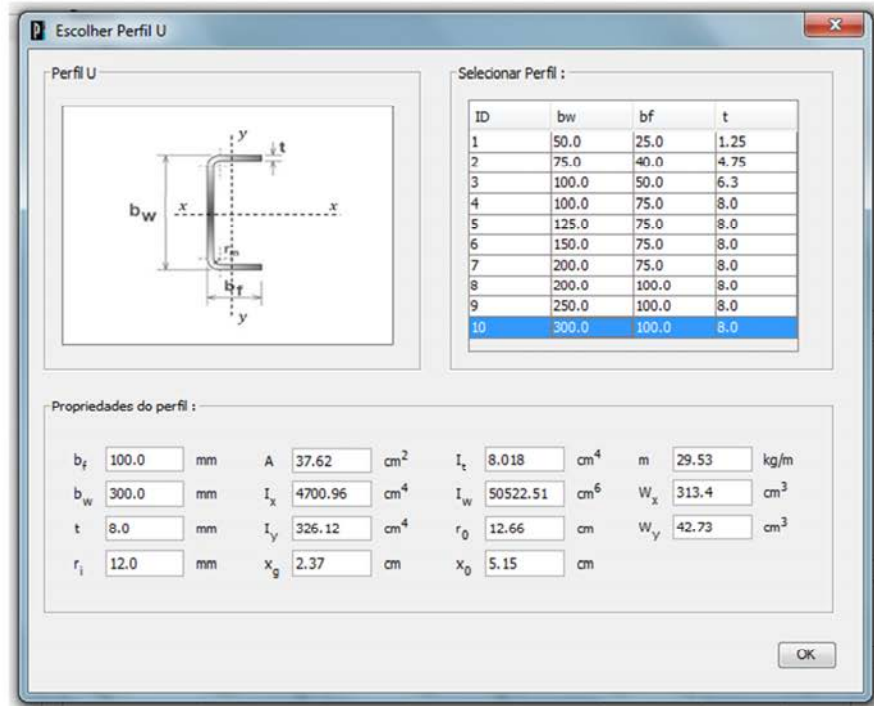 Escolher Perfil U
Perfil U
y
t
bw
x
x
rm
bf
y
Selecionar Perfil :
ID bw bf t
1 50.0 25.0 1.25
2 75.0 40.0 4.75
3 100.0 50.0 6.3
4 100.0 75.0 8.0
5 125.0 75.0 8.0
6 150.0 75.0 8.0
7 200.0 75.0 8.0
8 200.0 100.0 8.0
9 250.0 100.0 8.0
10 300.0 100.0 8.0
Propriedades do perfil :
bf 100.0 mm A 37.62 cm² It 8.018 cm⁴ m 29.53 kg/m
bw 300.0 mm Ix 4700.96 cm⁴ Iw 50522.51 cm⁶ Wx 313.4 cm³
t 8.0 mm Iy 326.12 cm⁴ r0 12.66 cm Wy 42.73 cm³
ri 12.0 mm xg 2.37 cm x0 5.15 cm
OK